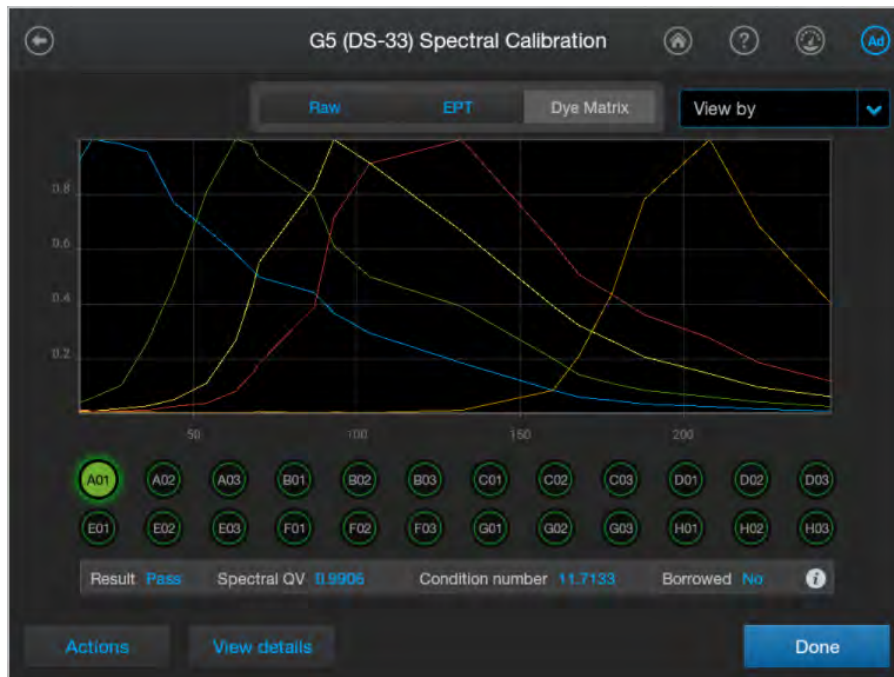 G5 (DS-33) Spectral Calibration Ad
Raw EPT Dye Matrix View by
0.8
0.6
0.4
0.2
50 100 150 200
A01 A02 A03 B01 B02 B03 C01 C02 C03 D01 D02 D03
E01 E02 E03 F01 F02 F03 G01 G02 G03 H01 H02 H03
Result Pass Spectral QV 0.9906 Condition number 11.7133 Borrowed No i
Actions View details Done